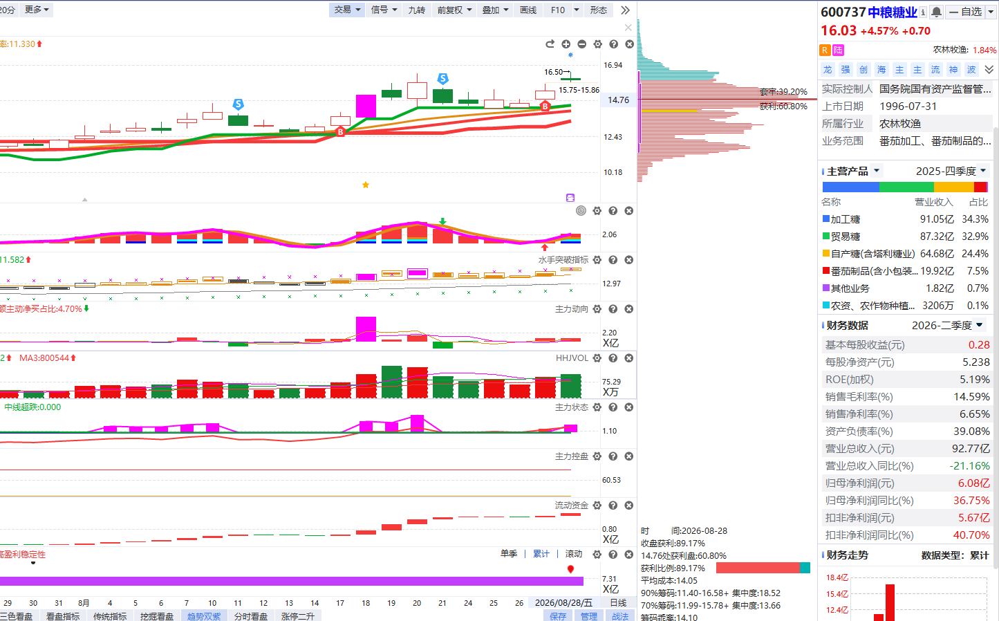 20分 更多 交易 信号 九转 前复权 叠加 画线 F10 形态
率:11.330
16.94
16.50
15.75-15.86
14.76
12.43
10.18
S
S
B
B
2.06
11.582
水手突破指标
12.97
额主动净买占比:4.70%
主力动向
2.20
X亿
2 MA3:800544
HHJVOL
75.29
X万
中线超跌:0.000
主力状态
1.10
主力控盘
60.53
流动资金
0.80
X亿
高盈利稳定性
单季 | 累计 | 滚动
7.31
X亿
29 30 31 8月 4 5 6 7 10 11 12 13 14 17 18 19 20 21 24 25 26 2026/08/28/五 日线
三色看盘 看盘指标 传统指标 挖掘看盘 趋势双紫 分时看盘 涨停二升 保存 管理 战法
套牢:39.20%
获利:60.80%
时 间:2026-08-28
收盘获利:89.17%
14.76处获利盘:60.80%
获利比例:89.17%
平均成本:14.05
90%筹码:11.40-16.58+ 集中度:18.52
70%筹码:11.99-15.78+ 集中度:13.66
筹码乖离:14.10
600737 中粮糖业 自选
16.03 +4.57% +0.70
R 陆 农林牧渔: 1.84%
龙 强 创 海 主 主 流 神 波
实际控制人 国务院国有资产监督管...
上市日期 1996-07-31
所属行业 农林牧渔
业务范围 番茄加工、番茄制品的...
主营产品 2025-四季度
名称 营业收入 占比
加工糖 91.05亿 34.3%
贸易糖 87.32亿 32.9%
自产糖(含塔利糖业) 64.68亿 24.4%
番茄制品(含小包装... 19.92亿 7.5%
其他业务 1.82亿 0.7%
农资、农作物种植... 3206万 0.1%
财务数据 2026-二季度
基本每股收益(元) 0.28
每股净资产(元) 5.238
ROE(加权) 5.19%
销售毛利率(%) 14.59%
销售净利率(%) 6.65%
资产负债率(%) 39.08%
营业总收入(元) 92.77亿
营业总收入同比(%) -21.16%
归母净利润(元) 6.08亿
归母净利润同比(%) 36.75%
扣非净利润(元) 5.67亿
扣非净利润同比(%) 40.70%
财务走势 数据类型: 累计
18.4亿
15.4亿
12.4亿